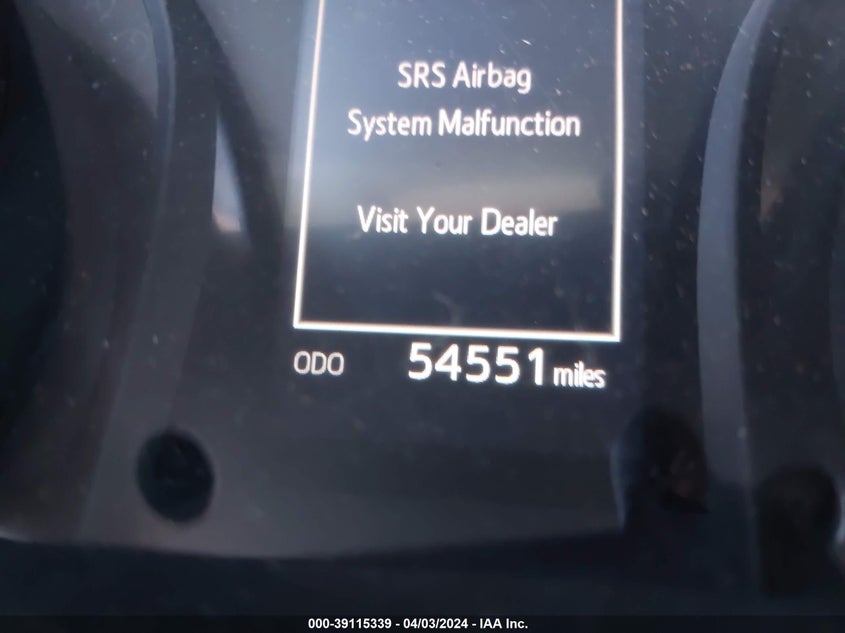 SRS Airbag
System Malfunction
Visit Your Dealer
ODO 54551 miles
000-39115339 - 04/03/2024 - IAA Inc.